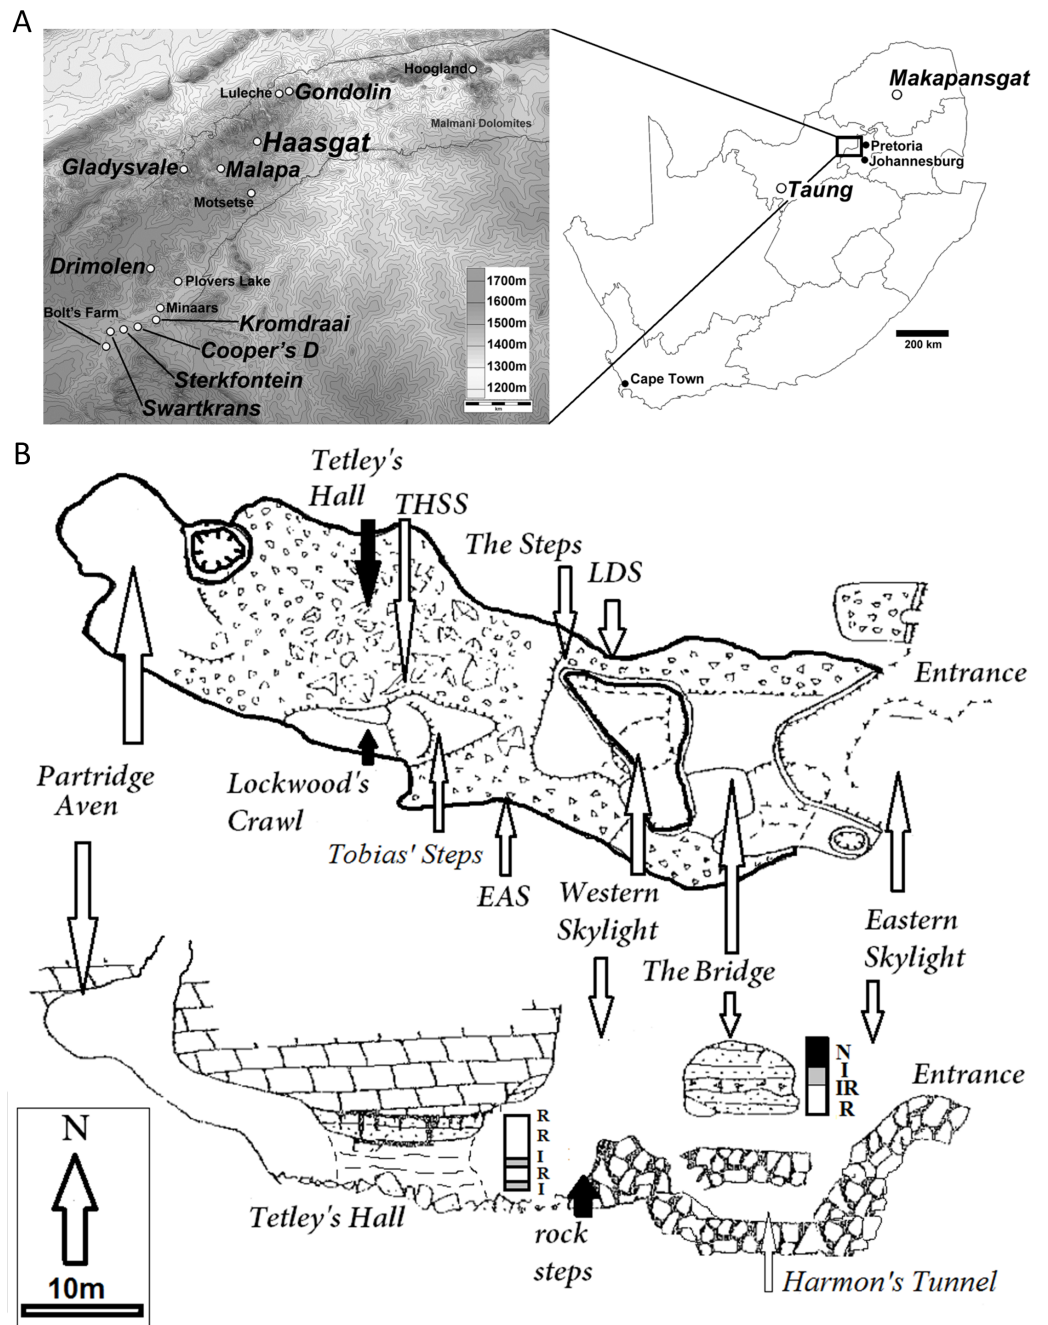 A
Hoogland
Luleche
Gondolin
Malmani Dolomites
Haasgat
Gladysvale
Malapa
Motsetse
Drimolen
Plovers Lake
Bolt's Farm
Minaars
Kromdraai
Cooper's D
Sterkfontein
Swartkrans
1700m
1600m
1500m
1400m
1300m
1200m
km
Makapansgat
Pretoria
Johannesburg
Taung
200 km
Cape Town
B
Tetley's
Hall
THSS
The Steps
LDS
Entrance
Partridge
Aven
Lockwood's
Crawl
Tobias' Steps
EAS
Western
Skylight
The Bridge
Eastern
Skylight
N
I
IR
R
Entrance
R
R
I
R
I
Tetley's Hall
rock
steps
Harmon's Tunnel
N
10m